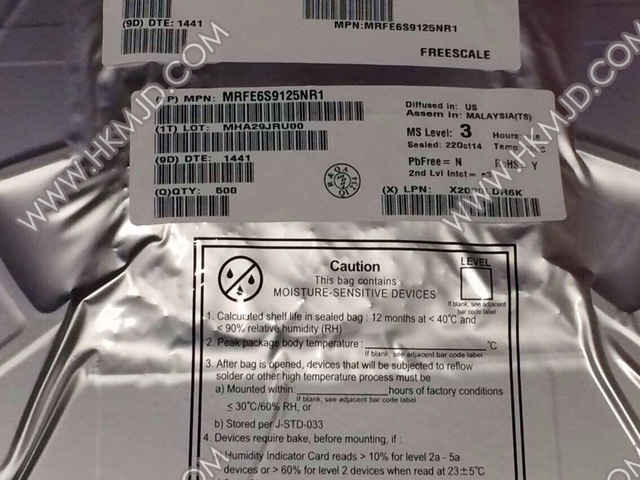 (9D) DTE: 1441
MPN:MRFE6S9125NR1
FREESCALE
MPN: MRFE6S9125NR1
(1T) LOT: MHA29JRU00
(9D) DTE: 1441
(Q)QTY: 500
Diffused in: US
Assem in: MALAYSIA(TS)
MS Level: 3 Hours:
Sealed: 22Oct14 Temp:
PbFree = N Y
2nd Lvl Intct = e3
(X) LPN:
LEVEL
Caution
This bag contains
MOISTURE-SENSITIVE DEVICES
If blank, see adjacent
bar code label
1. Calculated shelf life in sealed bag : 12 months at < 40°C and
≤ 90% relative humidity (RH)
2. Peak package body temperature : °C
If blank, see adjacent bar code label
3. After bag is opened, devices that will be subjected to reflow
solder or other high temperature process must be
a) Mounted within: hours of factory conditions
If blank, see adjacent bar code label
≤ 30°C/60% RH, or
b) Stored per J-STD-033
4. Devices require bake, before mounting, if :
Humidity Indicator Card reads > 10% for level 2a - 5a
devices or > 60% for level 2 devices when read at 23±5°C
WWW.HKMJD.COM
WWW.HKMJD.COM